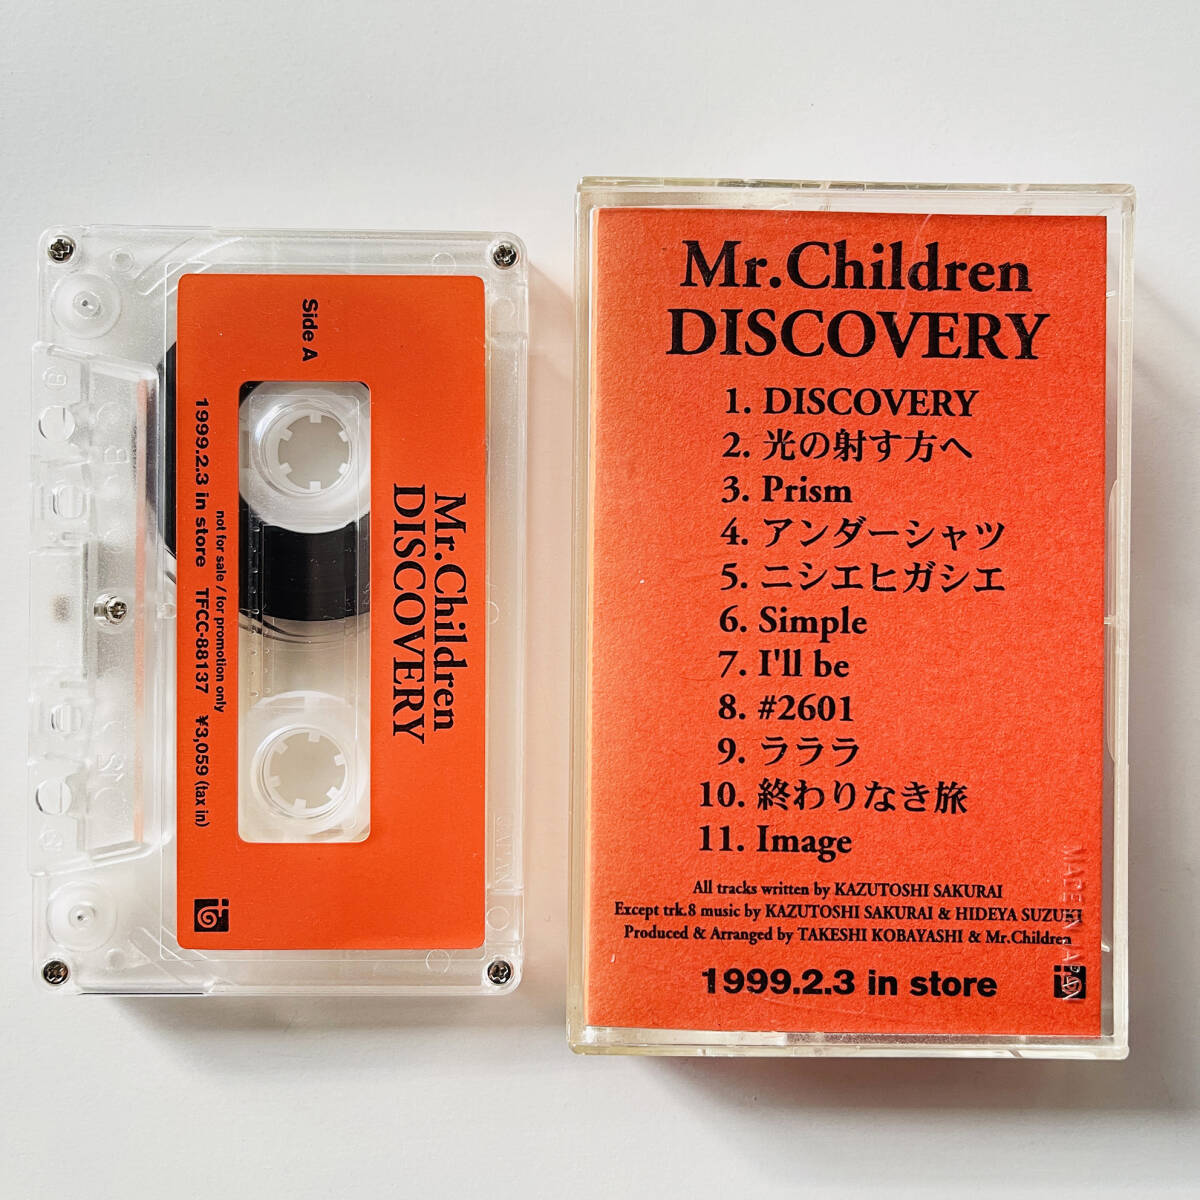 Side A
Mr.Children
DISCOVERY
not for sale / for promotion only
1999.2.3 in store TFCC-88137 ¥3,059 (tax in)
Mr.Children
DISCOVERY
1. DISCOVERY
2. 光の射す方へ
3. Prism
4. アンダーシャツ
5. ニシエヒガシエ
6. Simple
7. I'll be
8. #2601
9. ラララ
10. 終わりなき旅
11. Image
All tracks written by KAZUTOSHI SAKURAI
Except trk.8 music by KAZUTOSHI SAKURAI & HIDEYA SUZUKI
Produced & Arranged by TAKESHI KOBAYASHI & Mr.Children
1999.2.3 in store
MADE IN JAPAN